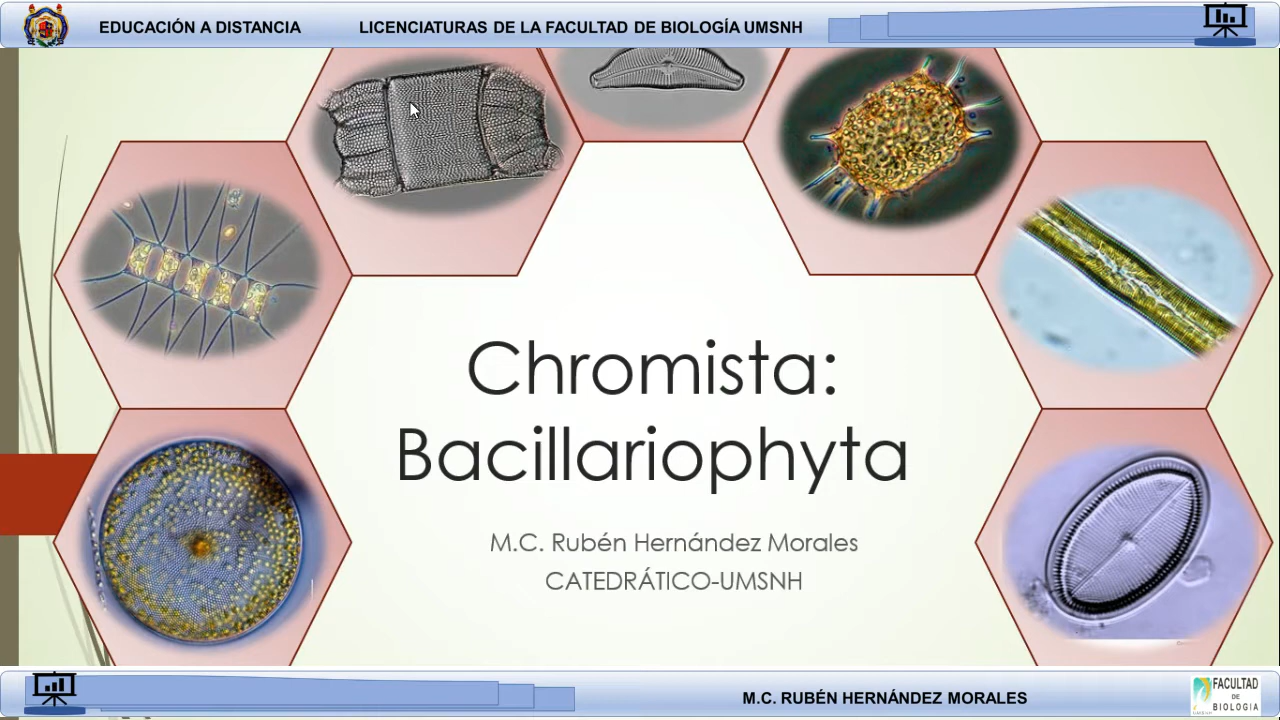 EDUCACIÓN A DISTANCIA
LICENCIATURAS DE LA FACULTAD DE BIOLOGÍA UMSNH
Chromista:
Bacillariophyta
M.C. Rubén Hernández Morales
CATEDRÁTICO-UMSNH
M.C. RUBÉN HERNÁNDEZ MORALES
FACULTAD
DE
BIOLOGIA